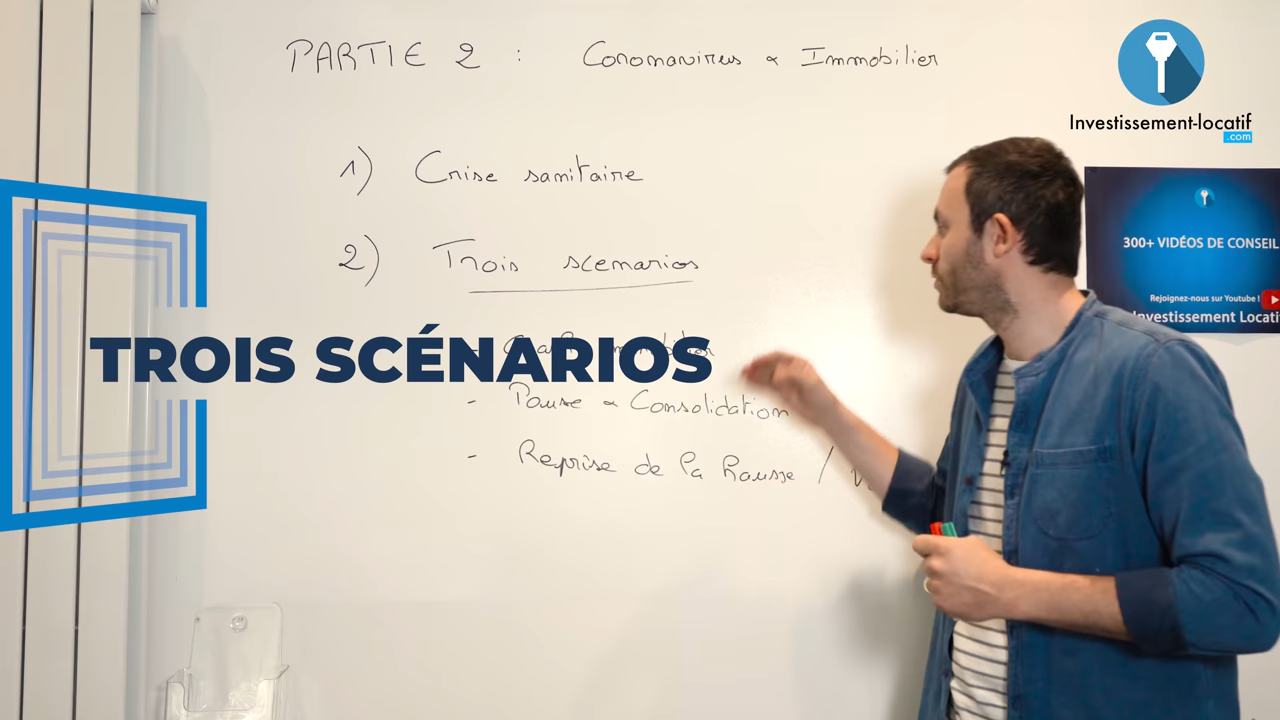 PARTIE 2 : Coronavirus & Immobilier
Investissement-locatif
.com
1) Crise sanitaire
300+ VIDÉOS DE CONSEIL
2) Trois scenarios
Rejoignez-nous sur Youtube !
Investissement Locati
TROIS SCÉNARIOS
- Pause & Consolidation
- Reprise de la hausse /